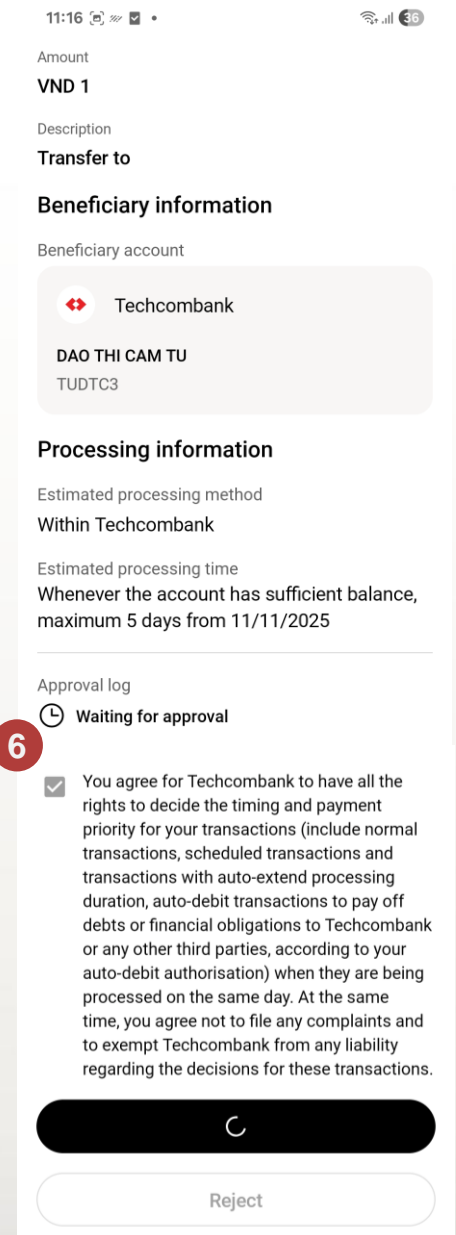 11:16
36
Amount
VND 1
Description
Transfer to
Beneficiary information
Beneficiary account
Techcombank
DAO THI CAM TU
TUDTC3
Processing information
Estimated processing method
Within Techcombank
Estimated processing time
Whenever the account has sufficient balance,
maximum 5 days from 11/11/2025
Approval log
Waiting for approval
6
You agree for Techcombank to have all the
rights to decide the timing and payment
priority for your transactions (include normal
transactions, scheduled transactions and
transactions with auto-extend processing
duration, auto-debit transactions to pay off
debts or financial obligations to Techcombank
or any other third parties, according to your
auto-debit authorisation) when they are being
processed on the same day. At the same
time, you agree not to file any complaints and
to exempt Techcombank from any liability
regarding the decisions for these transactions.
Reject